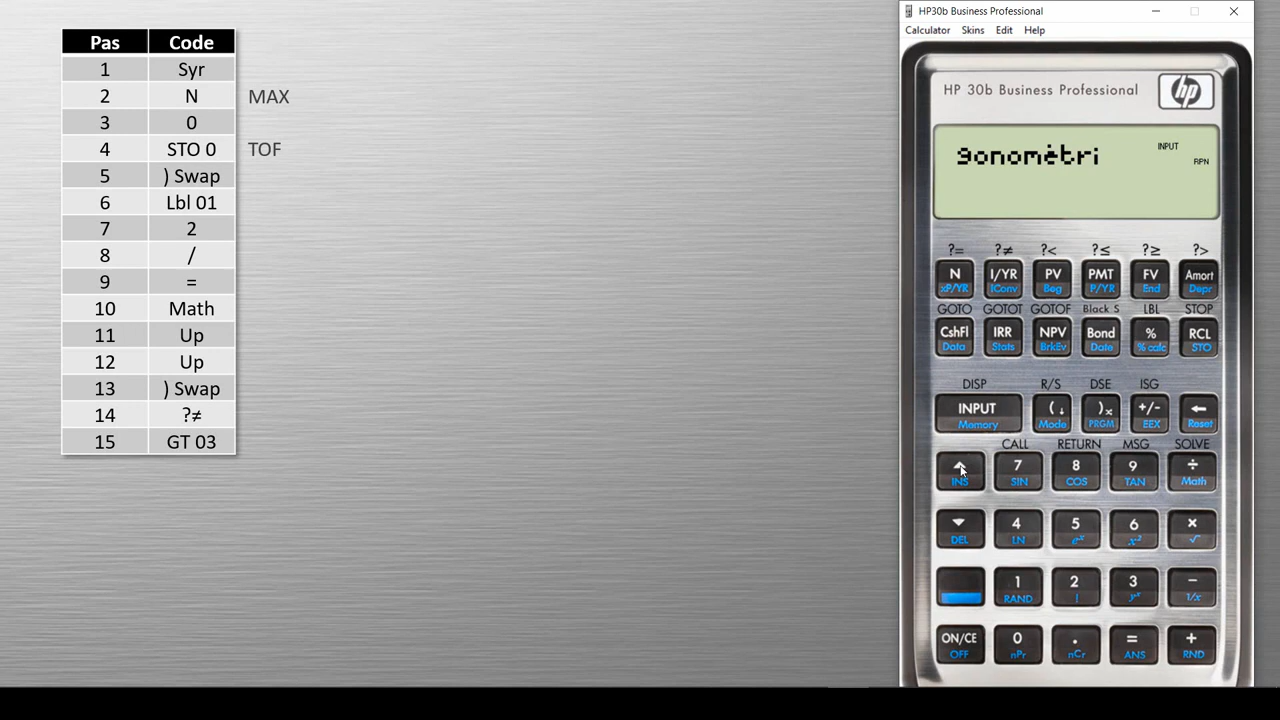 Pas Code
1 Syr
2 N MAX
3 0
4 STO 0 TOF
5 ) Swap
6 Lbl 01
7 2
8 /
9 =
10 Math
11 Up
12 Up
13 ) Swap
14 ?≠
15 GT 03
HP30b Business Professional
Calculator Skins Edit Help
HP 30b Business Professional
hp
gonomètri INPUT RPN
?= ?≠ ?< ?≤ ?≥ ?>
N I/YR PV PMT FV Amort
xP/YR IConv Beg P/YR End Depr
GOTO GOTOT GOTOF Black S LBL STOP
CshFl IRR NPV Bond % RCL
Data Stats BrkEv Date % calc STO
DISP R/S DSE ISG
INPUT ( )x +/- ←
Memory Mode PRGM EEX Reset
CALL RETURN MSG SOLVE
7 8 9 ÷
INS SIN COS TAN Math
4 5 6 ×
DEL LN eˣ x² √
1 2 3 −
RAND ! yˣ 1/x
ON/CE 0 . = +
OFF nPr nCr ANS RND